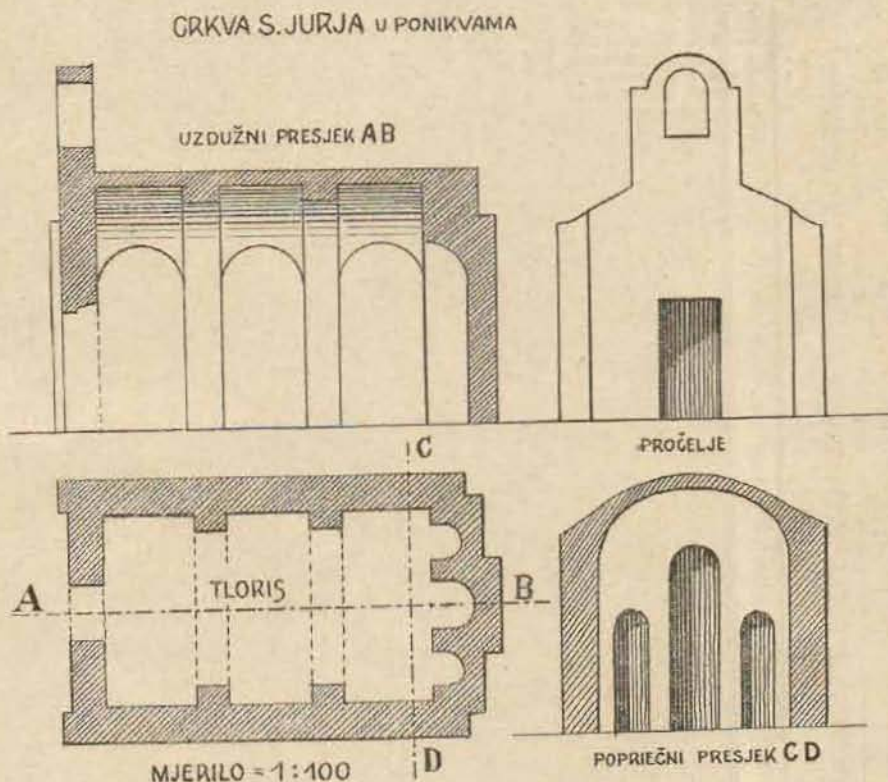 CRKVA S. JURJA U PONIKVAMA
UZDUŽNI PRESJEK AB
PROČELJE
C
A
TLORIS
B
D
MJERILO = 1:100
POPRIEČNI PRESJEK CD